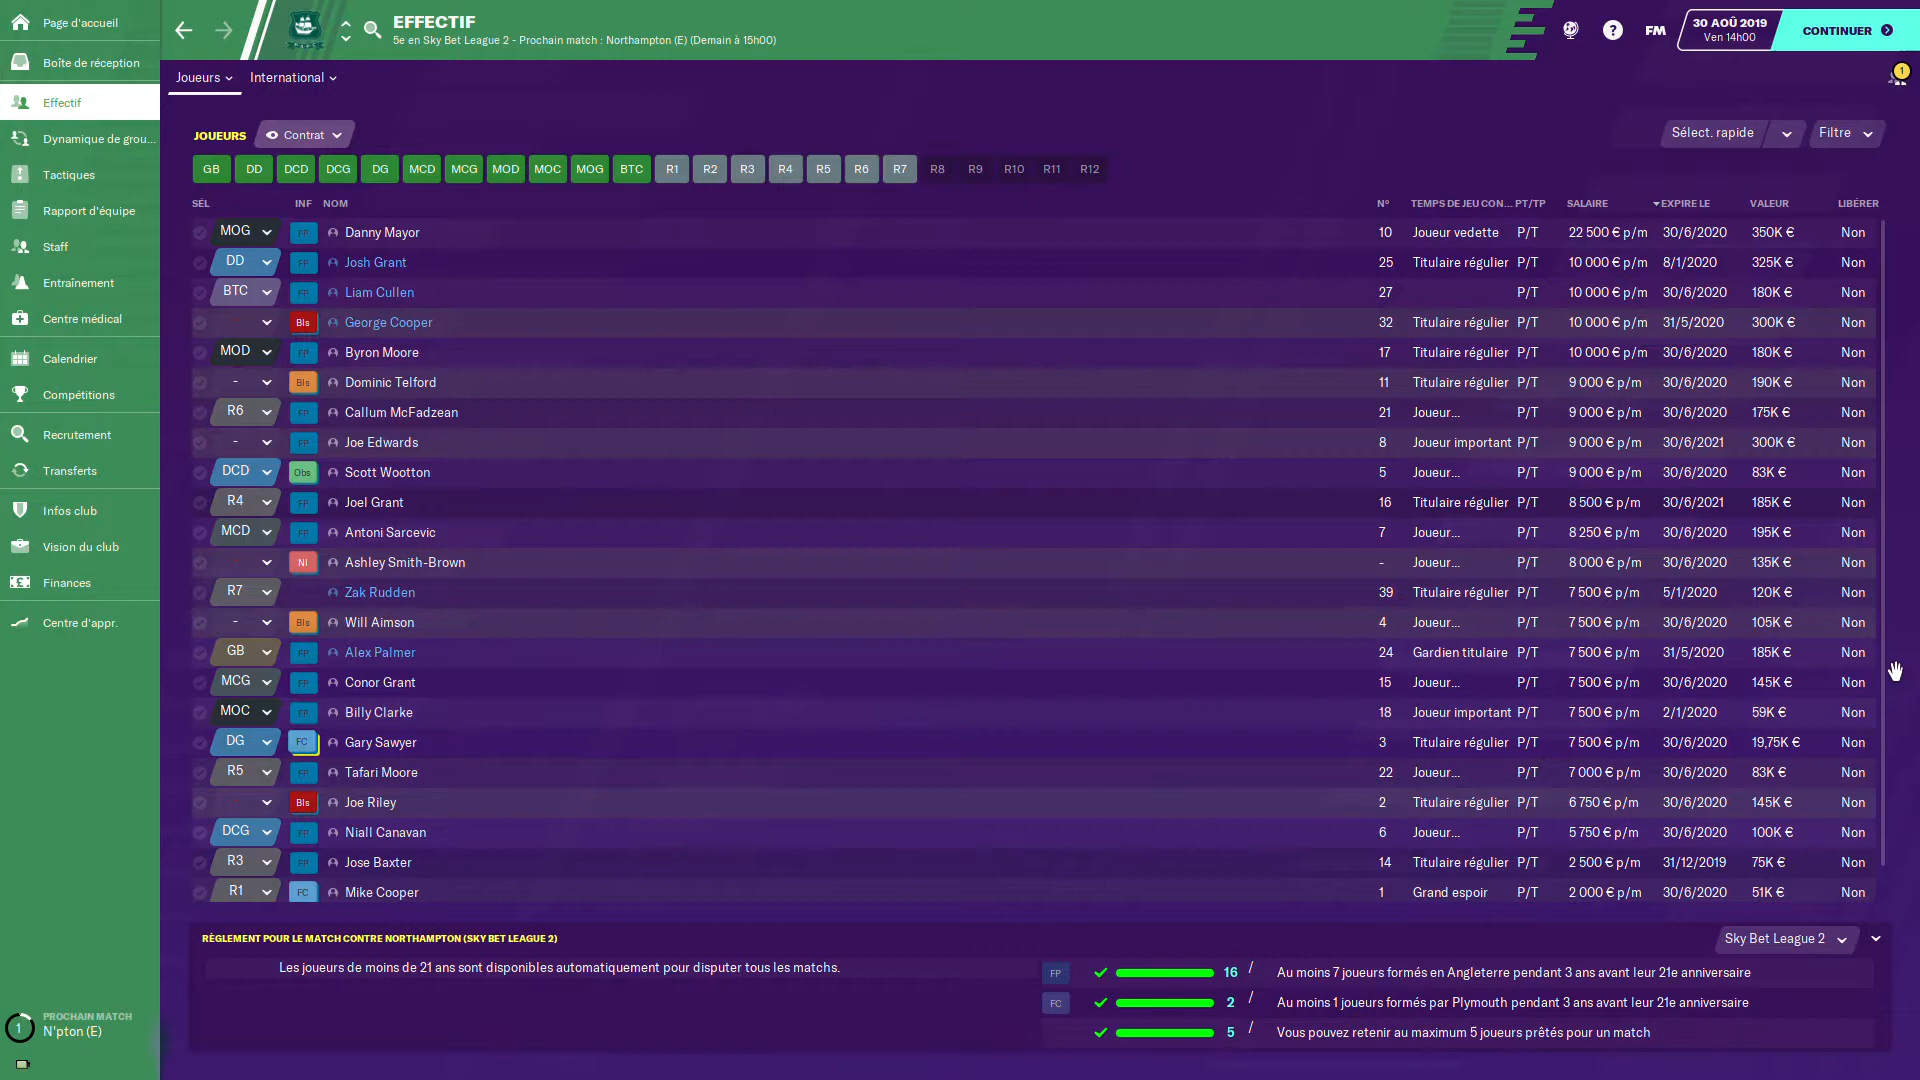 Page d'accueil
Boîte de réception
Effectif
Dynamique de grou...
Tactiques
Rapport d'équipe
Staff
Entraînement
Centre médical
Calendrier
Compétitions
Recrutement
Transferts
Infos club
Vision du club
Finances
Centre d'appr.
1
PROCHAIN MATCH
N'pton (E)
EFFECTIF
5e en Sky Bet League 2 - Prochain match : Northampton (E) (Demain à 15h00)
? FM 30 AOÛ 2019 CONTINUER
Ven 14h00
Joueurs International 1
JOUEURS Contrat Sélect. rapide Filtre
GB DD DCD DCG DG MCD MCG MOD MOC MOG BTC R1 R2 R3 R4 R5 R6 R7 R8 R9 R10 R11 R12
SÉL INF NOM N° TEMPS DE JEU CON... PT/TP SALAIRE EXPIRE LE VALEUR LIBÉRER
MOG FP Danny Mayor 10 Joueur vedette P/T 22 500 € p/m 30/6/2020 350K € Non
DD FP Josh Grant 25 Titulaire régulier P/T 10 000 € p/m 8/1/2020 325K € Non
BTC FP Liam Cullen 27 P/T 10 000 € p/m 30/6/2020 180K € Non
Bls George Cooper 32 Titulaire régulier P/T 10 000 € p/m 31/5/2020 300K € Non
MOD FP Byron Moore 17 Titulaire régulier P/T 10 000 € p/m 30/6/2020 180K € Non
- Bls Dominic Telford 11 Titulaire régulier P/T 9 000 € p/m 30/6/2020 190K € Non
R6 FP Callum McFadzean 21 Joueur... P/T 9 000 € p/m 30/6/2020 175K € Non
- FP Joe Edwards 8 Joueur important P/T 9 000 € p/m 30/6/2021 300K € Non
DCD Obs Scott Wootton 5 Joueur... P/T 9 000 € p/m 30/6/2020 83K € Non
R4 FP Joel Grant 16 Titulaire régulier P/T 8 500 € p/m 30/6/2021 185K € Non
MCD FP Antoni Sarcevic 7 Joueur... P/T 8 250 € p/m 30/6/2020 195K € Non
- NI Ashley Smith-Brown - Joueur... P/T 8 000 € p/m 30/6/2020 135K € Non
R7 Zak Rudden 39 Titulaire régulier P/T 7 500 € p/m 5/1/2020 120K € Non
- Bls Will Aimson 4 Joueur... P/T 7 500 € p/m 30/6/2020 105K € Non
GB FP Alex Palmer 24 Gardien titulaire P/T 7 500 € p/m 31/5/2020 185K € Non
MCG FP Conor Grant 15 Joueur... P/T 7 500 € p/m 30/6/2020 145K € Non
MOC FP Billy Clarke 18 Joueur important P/T 7 500 € p/m 2/1/2020 59K € Non
DG FC Gary Sawyer 3 Titulaire régulier P/T 7 500 € p/m 30/6/2020 19,75K € Non
R5 FP Tafari Moore 22 Joueur... P/T 7 000 € p/m 30/6/2020 83K € Non
- Bls Joe Riley 2 Titulaire régulier P/T 6 750 € p/m 30/6/2020 145K € Non
DCG FP Niall Canavan 6 Joueur... P/T 5 750 € p/m 30/6/2020 100K € Non
R3 FP Jose Baxter 14 Titulaire régulier P/T 2 500 € p/m 31/12/2019 75K € Non
R1 FC Mike Cooper 1 Grand espoir P/T 2 000 € p/m 30/6/2020 51K € Non
RÈGLEMENT POUR LE MATCH CONTRE NORTHAMPTON (SKY BET LEAGUE 2) Sky Bet League 2
Les joueurs de moins de 21 ans sont disponibles automatiquement pour disputer tous les matchs.
FP 16 / Au moins 7 joueurs formés en Angleterre pendant 3 ans avant leur 21e anniversaire
FC 2 / Au moins 1 joueurs formés par Plymouth pendant 3 ans avant leur 21e anniversaire
5 / Vous pouvez retenir au maximum 5 joueurs prêtés pour un match